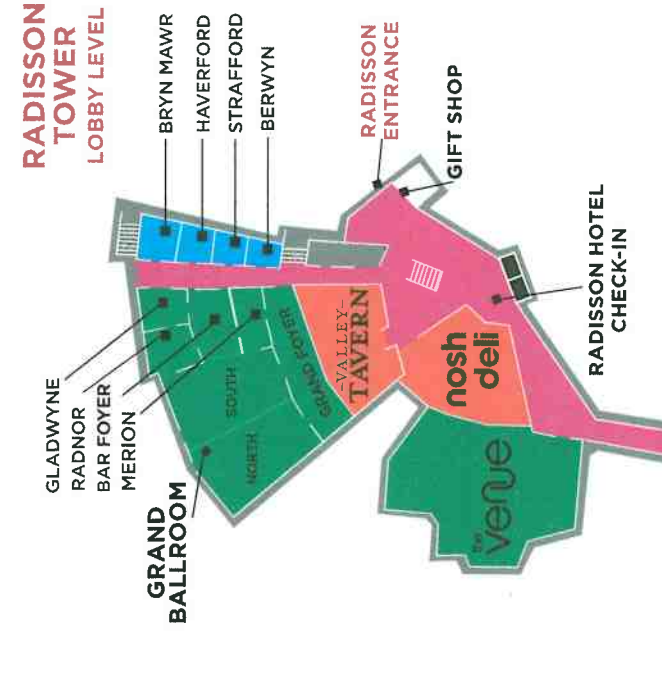 RADISSON
TOWER
LOBBY LEVEL
BRYN MAWR
HAVERFORD
STRAFFORD
BERWYN
RADISSON
ENTRANCE
GIFT SHOP
RADISSON HOTEL
CHECK-IN
GLADWYNE
RADNOR
BAR FOYER
MERION
GRAND
BALLROOM
SOUTH
NORTH
GRAND FOYER
-VALLEY-
TAVERN
nosh
deli
the
venue